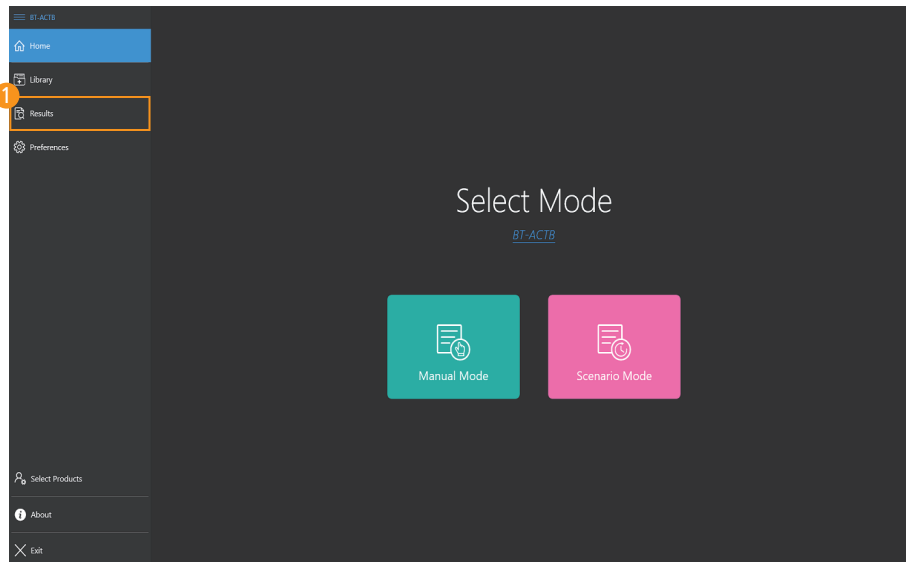 BT-ACTB
Home
Library
1
Results
Preferences
Select Mode
BT-ACTB
Manual Mode
Scenario Mode
Select Products
About
Exit